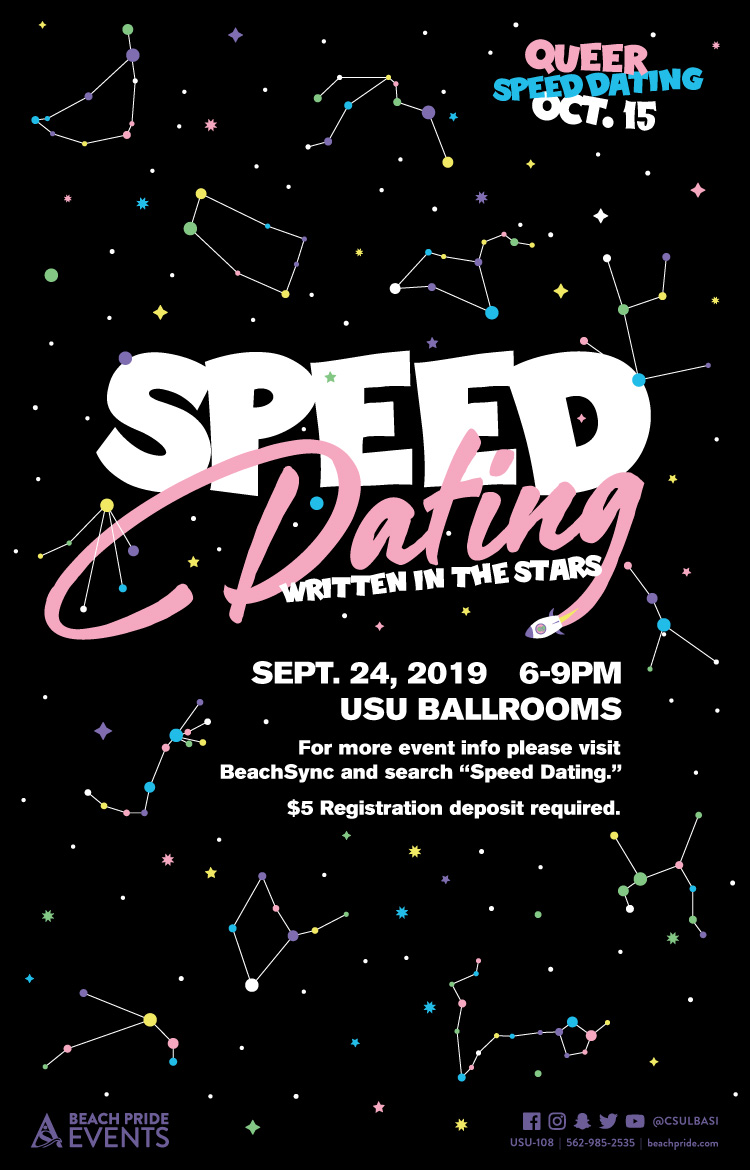 QUEER
SPEED DATING
OCT. 15
SPEED
Dating
WRITTEN IN THE STARS
SEPT. 24, 2019 6-9PM
USU BALLROOMS
For more event info please visit
BeachSync and search “Speed Dating.”
$5 Registration deposit required.
BEACH PRIDE
EVENTS
@CSULBASI
USU-108 | 562-985-2535 | beachpride.com